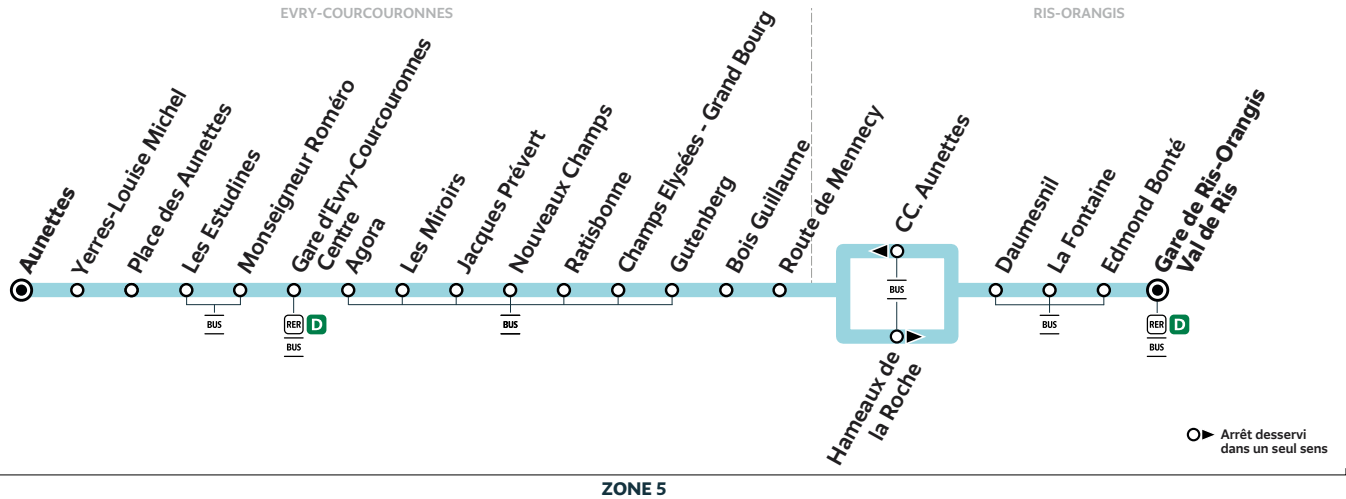 EVRY-COURCOURONNES
RIS-ORANGIS
Aunettes
Yerres-Louise Michel
Place des Aunettes
Les Estudines
Monseigneur Roméro
Gare d'Evry-Courcouronnes
Centre
Agora
Les Miroirs
Jacques Prévert
Nouveaux Champs
Ratisbonne
Champs Elysées - Grand Bourg
Gutenberg
Bois Guillaume
Route de Mennecy
CC. Aunettes
Hameaux de
la Roche
Daumesnil
La Fontaine
Edmond Bonté
Gare de Ris-Orangis
Val de Ris
BUS
RER D
BUS
BUS
BUS
BUS
RER D
BUS
Arrêt desservi
dans un seul sens
ZONE 5